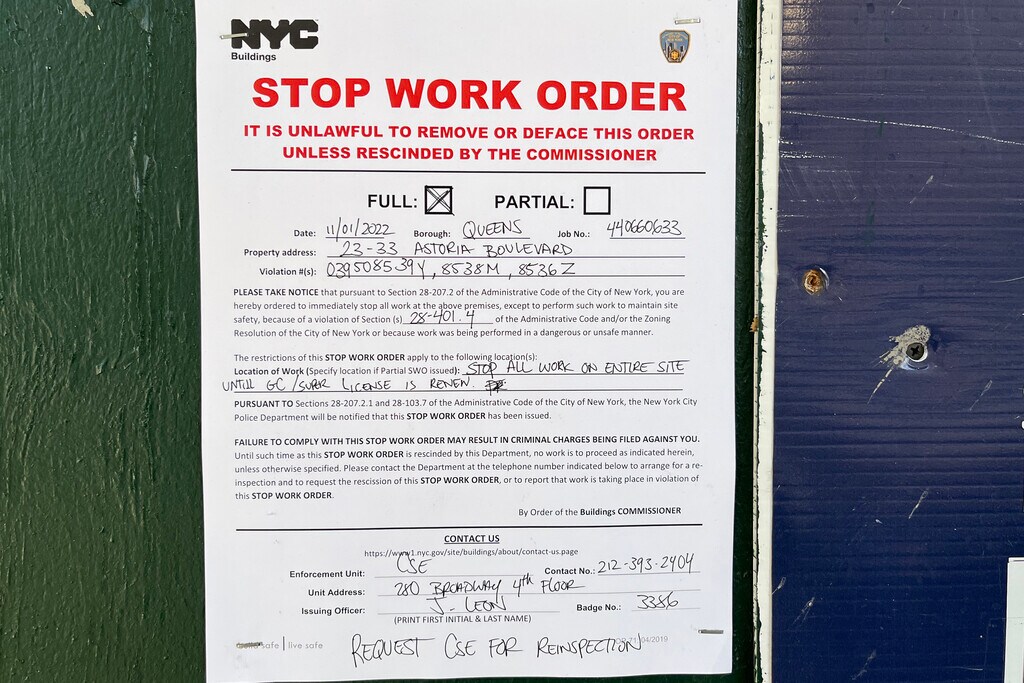 NYC
Buildings
STOP WORK ORDER
IT IS UNLAWFUL TO REMOVE OR DEFACE THIS ORDER
UNLESS RESCINDED BY THE COMMISSIONER
FULL: ☒ PARTIAL: ☐
Date: 11/01/2022 Borough: QUEENS Job No.: 440660633
Property address: 23-33 ASTORIA BOULEVARD
Violation #(s): 039508539Y, 8538M, 8536Z
PLEASE TAKE NOTICE that pursuant to Section 28-207.2 of the Administrative Code of the City of New York, you are
hereby ordered to immediately stop all work at the above premises, except to perform such work to maintain site
safety, because of a violation of Section (s) 28-401.4 of the Administrative Code and/or the Zoning
Resolution of the City of New York or because work was being performed in a dangerous or unsafe manner.
The restrictions of this STOP WORK ORDER apply to the following location(s):
Location of Work (Specify location if Partial SWO issued): STOP ALL WORK ON ENTIRE SITE
UNTILL GC/SUPER LICENSE IS RENEW.
PURSUANT TO Sections 28-207.2.1 and 28-103.7 of the Administrative Code of the City of New York, the New York City
Police Department will be notified that this STOP WORK ORDER has been issued.
FAILURE TO COMPLY WITH THIS STOP WORK ORDER MAY RESULT IN CRIMINAL CHARGES BEING FILED AGAINST YOU.
Until such time as this STOP WORK ORDER is rescinded by this Department, no work is to proceed as indicated herein,
unless otherwise specified. Please contact the Department at the telephone number indicated below to arrange for a re-
inspection and to request the rescission of this STOP WORK ORDER, or to report that work is taking place in violation of
this STOP WORK ORDER.
By Order of the Buildings COMMISSIONER
CONTACT US
https://www1.nyc.gov/site/buildings/about/contact-us.page
Enforcement Unit: CSE Contact No.: 212-393-2404
Unit Address: 280 BROADWAY 4th FLOOR
Issuing Officer: J. LEON Badge No.: 3386
(PRINT FIRST INITIAL & LAST NAME)
safe | live safe 04/2019
REQUEST CSE FOR REINSPECTION